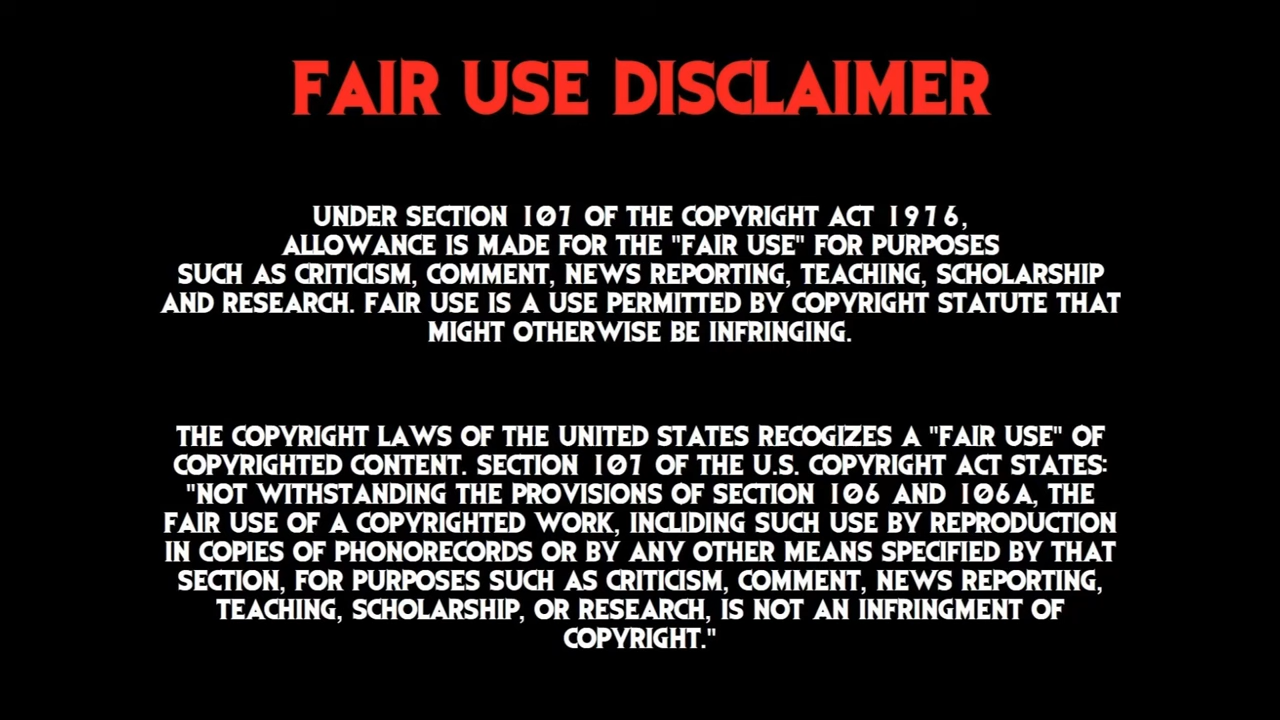 FAIR USE DISCLAIMER
UNDER SECTION 107 OF THE COPYRIGHT ACT 1976,
ALLOWANCE IS MADE FOR THE "FAIR USE" FOR PURPOSES
SUCH AS CRITICISM, COMMENT, NEWS REPORTING, TEACHING, SCHOLARSHIP
AND RESEARCH. FAIR USE IS A USE PERMITTED BY COPYRIGHT STATUTE THAT
MIGHT OTHERWISE BE INFRINGING.
THE COPYRIGHT LAWS OF THE UNITED STATES RECOGIZES A "FAIR USE" OF
COPYRIGHTED CONTENT. SECTION 107 OF THE U.S. COPYRIGHT ACT STATES:
"NOT WITHSTANDING THE PROVISIONS OF SECTION 106 AND 106A, THE
FAIR USE OF A COPYRIGHTED WORK, INCLIDING SUCH USE BY REPRODUCTION
IN COPIES OF PHONORECORDS OR BY ANY OTHER MEANS SPECIFIED BY THAT
SECTION, FOR PURPOSES SUCH AS CRITICISM, COMMENT, NEWS REPORTING,
TEACHING, SCHOLARSHIP, OR RESEARCH, IS NOT AN INFRINGMENT OF
COPYRIGHT."